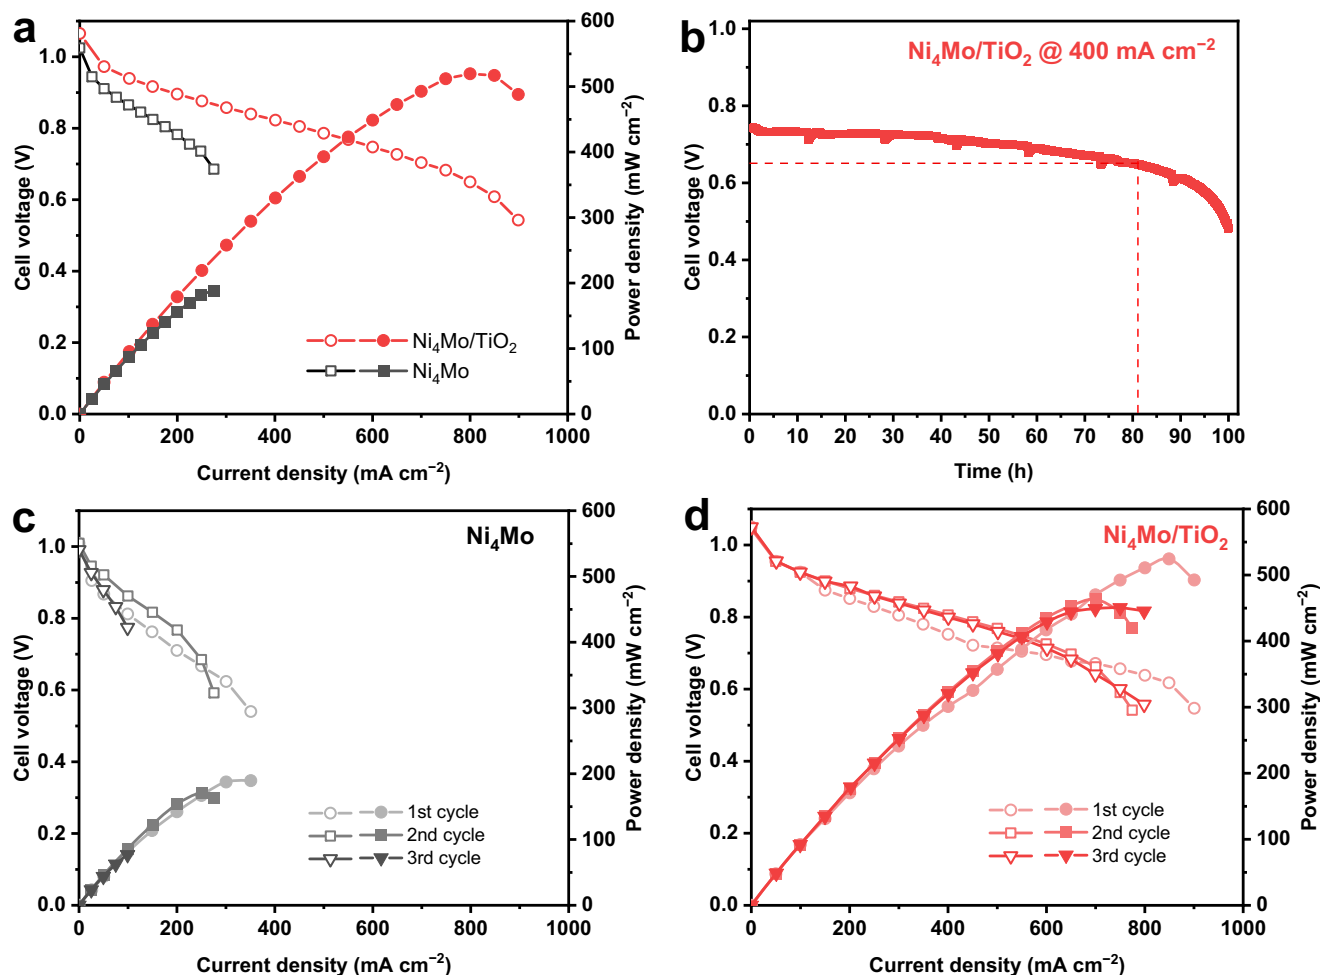 a
Cell voltage (V)
1.0
0.8
0.6
0.4
0.2
0.0
600
500
400
300
200
100
0
Power density (mW cm⁻²)
Ni₄Mo/TiO₂
Ni₄Mo
0 200 400 600 800 1000
Current density (mA cm⁻²)
b
Ni₄Mo/TiO₂ @ 400 mA cm⁻²
Cell voltage (V)
1.0
0.8
0.6
0.4
0.2
0.0
0 10 20 30 40 50 60 70 80 90 100
Time (h)
c
Ni₄Mo
Cell voltage (V)
1.0
0.8
0.6
0.4
0.2
0.0
600
500
400
300
200
100
0
Power density (mW cm⁻²)
1st cycle
2nd cycle
3rd cycle
0 200 400 600 800 1000
Current density (mA cm⁻²)
d
Ni₄Mo/TiO₂
Cell voltage (V)
1.0
0.8
0.6
0.4
0.2
0.0
600
500
400
300
200
100
0
Power density (mW cm⁻²)
1st cycle
2nd cycle
3rd cycle
0 200 400 600 800 1000
Current density (mA cm⁻²)